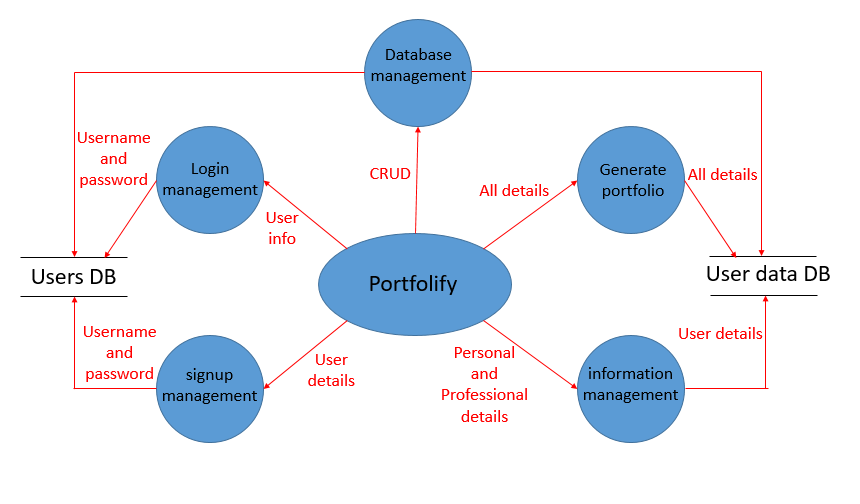 Database
management
Username
and
password
Login
management
CRUD
Generate
portfolio
All details
All details
User
info
Users DB
Portfolify
User data DB
Username
and
password
User details
signup
management
User
details
Personal
and
Professional
details
information
management